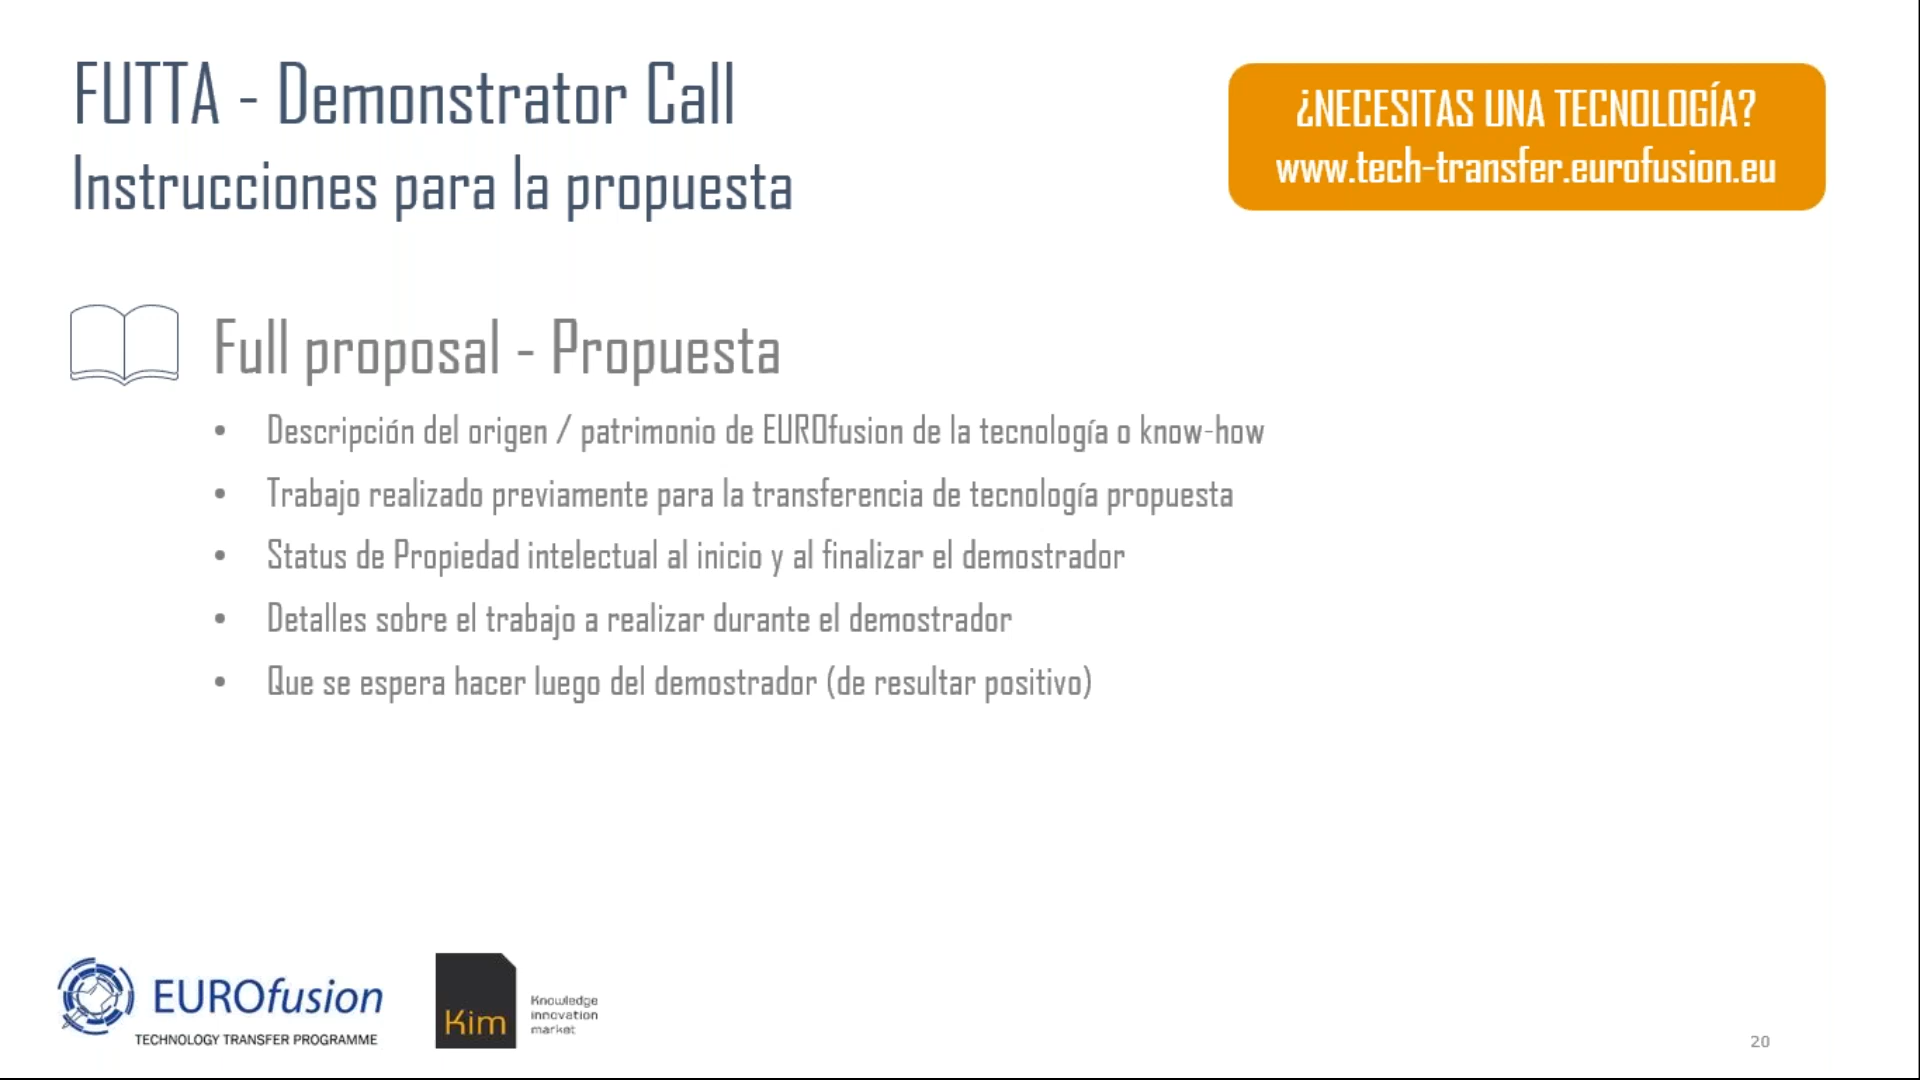 FUTTA - Demonstrator Call
Instrucciones para la propuesta
¿NECESITAS UNA TECNOLOGÍA?
www.tech-transfer.eurofusion.eu
Full proposal - Propuesta
• Descripción del origen / patrimonio de EUROfusion de la tecnología o know-how
• Trabajo realizado previamente para la transferencia de tecnología propuesta
• Status de Propiedad intelectual al inicio y al finalizar el demostrador
• Detalles sobre el trabajo a realizar durante el demostrador
• Que se espera hacer luego del demostrador (de resultar positivo)
EUROfusion
TECHNOLOGY TRANSFER PROGRAMME
Kim
Knowledge
innovation
market
20